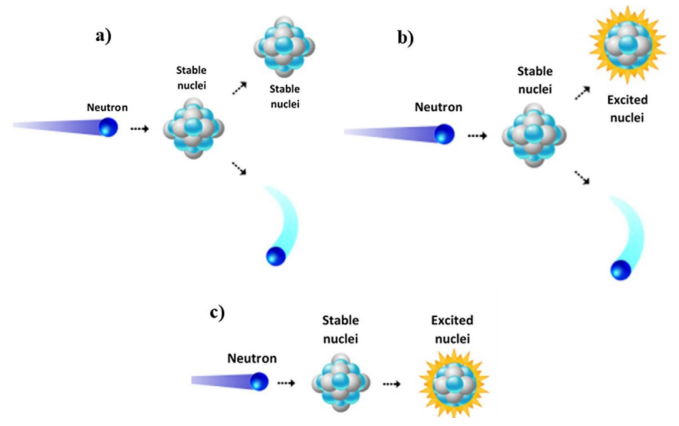 a)
Neutron
Stable
nuclei
Stable
nuclei
b)
Neutron
Stable
nuclei
Excited
nuclei
c)
Neutron
Stable
nuclei
Excited
nuclei